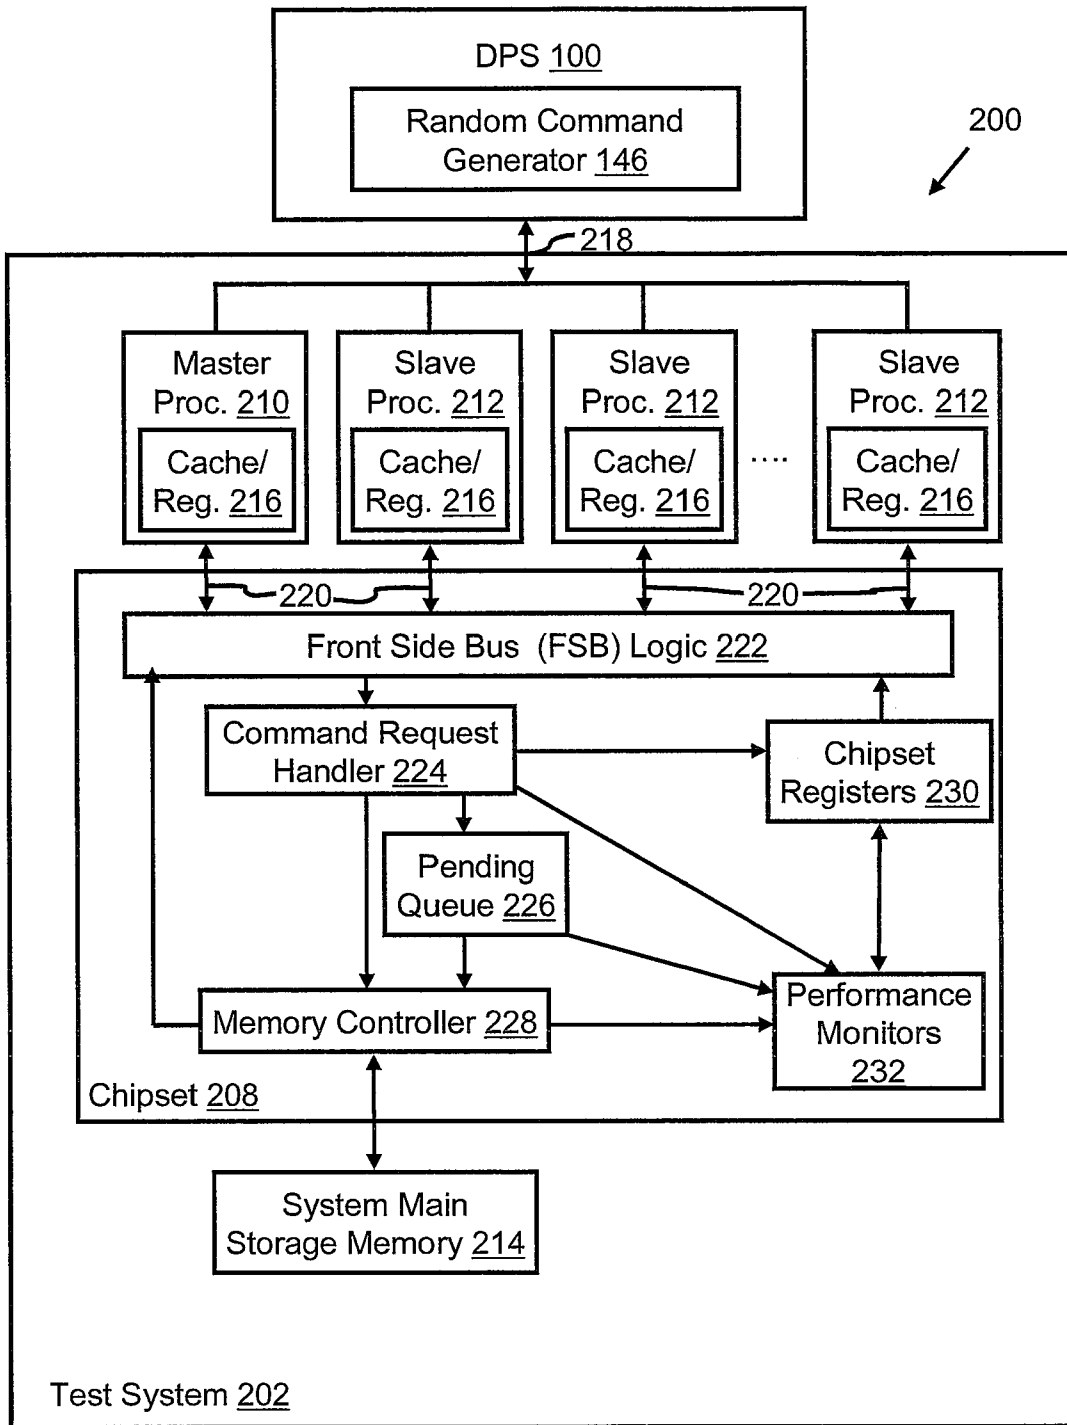 DPS 100
Random Command
Generator 146
200
218
Master
Proc. 210
Cache/
Reg. 216
Slave
Proc. 212
Cache/
Reg. 216
Slave
Proc. 212
Cache/
Reg. 216
....
Slave
Proc. 212
Cache/
Reg. 216
220
220
Front Side Bus (FSB) Logic 222
Command Request
Handler 224
Chipset
Registers 230
Pending
Queue 226
Memory Controller 228
Performance
Monitors
232
Chipset 208
System Main
Storage Memory 214
Test System 202